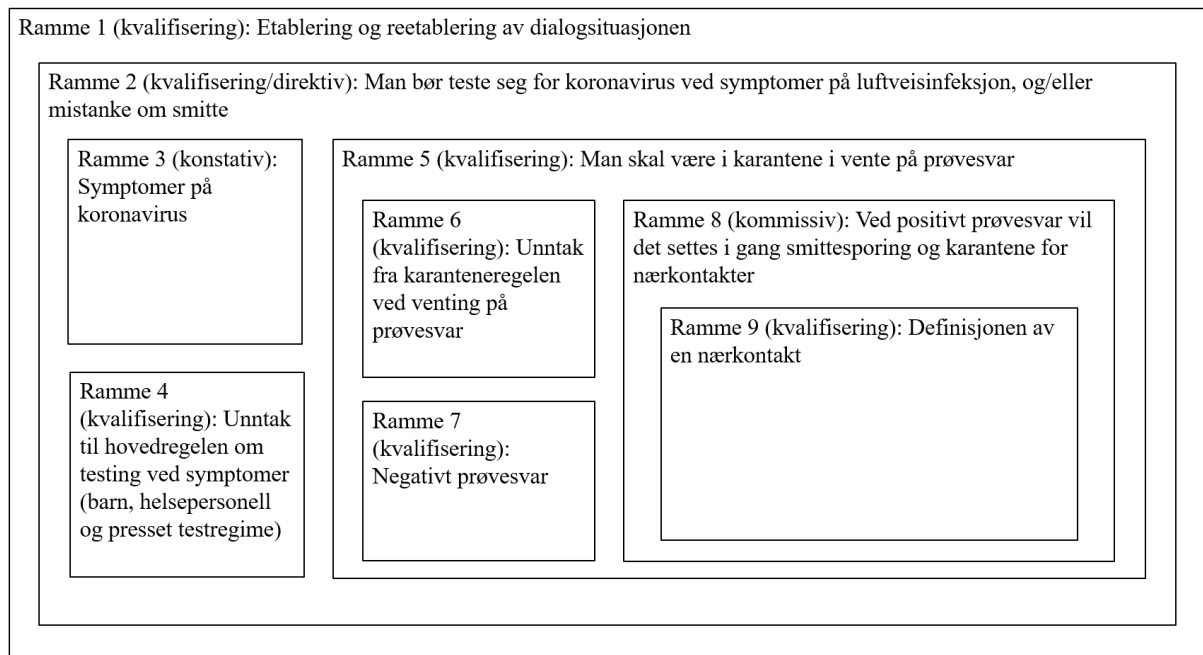 Ramme 1 (kvalifisering): Etablering og reetablering av dialogsituasjonen
Ramme 2 (kvalifisering/direktiv): Man bør teste seg for koronavirus ved symptomer på luftveisinfeksjon, og/eller
mistanke om smitte
Ramme 3 (konstativ):
Symptomer på
koronavirus
Ramme 4
(kvalifisering): Unntak
til hovedregelen om
testing ved symptomer
(barn, helsepersonell
og presset testregime)
Ramme 5 (kvalifisering): Man skal være i karantene i vente på prøvesvar
Ramme 6
(kvalifisering): Unntak
fra karanteneregelen
ved venting på
prøvesvar
Ramme 7
(kvalifisering):
Negativt prøvesvar
Ramme 8 (kommissiv): Ved positivt prøvesvar vil
det settes i gang smittesporing og karantene for
nærkontakter
Ramme 9 (kvalifisering): Definisjonen av
en nærkontakt